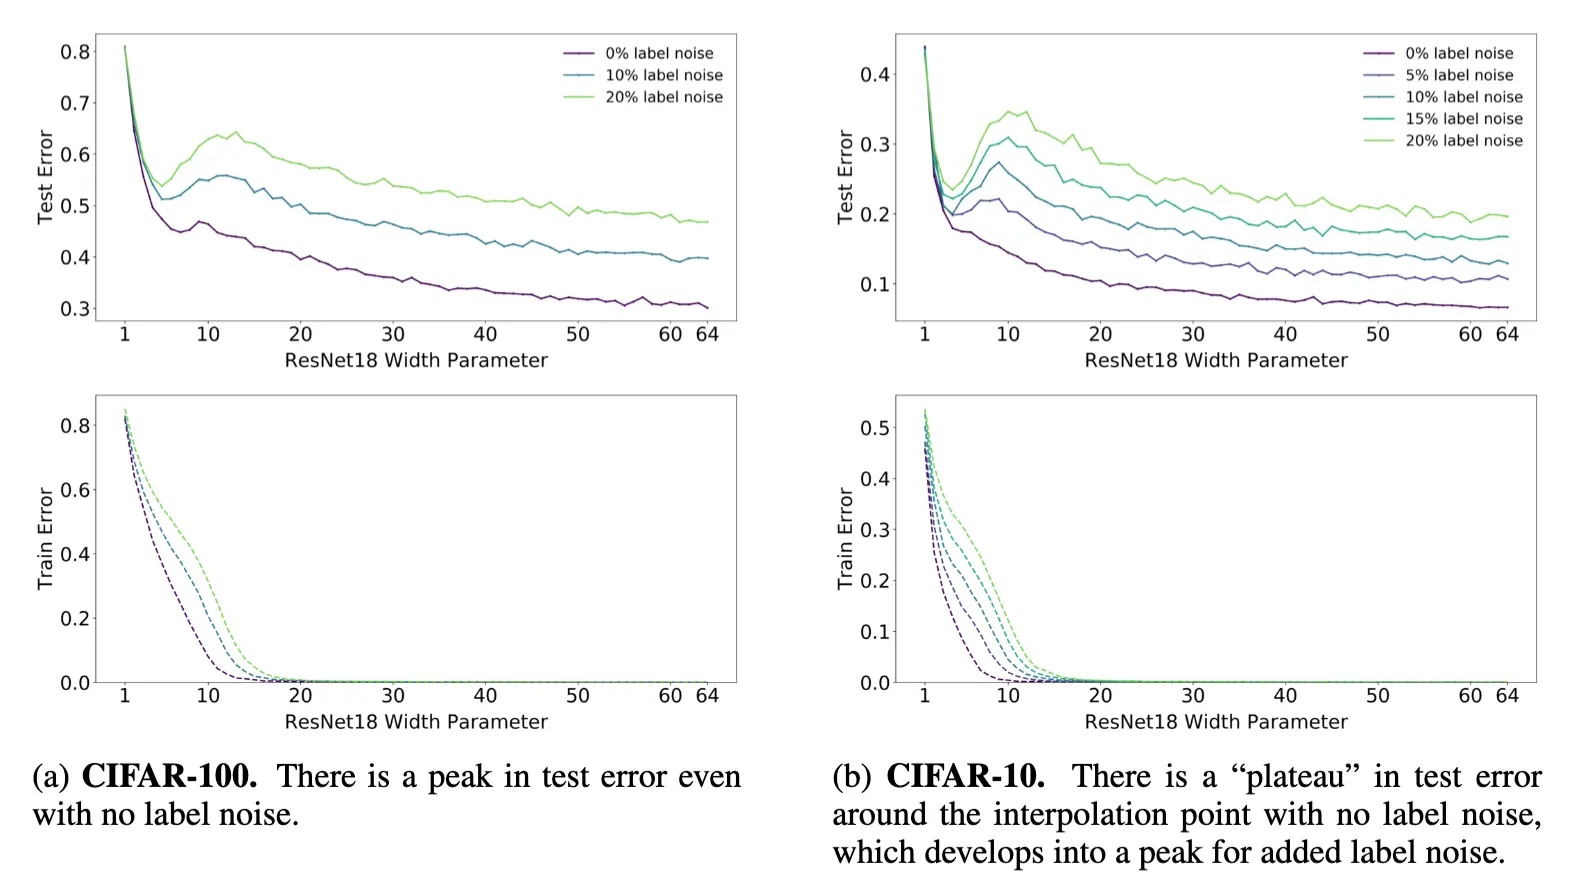 0.8
0.7
0.6
0.5
0.4
0.3
Test Error
0% label noise
10% label noise
20% label noise
1 10 20 30 40 50 60 64
ResNet18 Width Parameter
0.8
0.6
0.4
0.2
0.0
Train Error
1 10 20 30 40 50 60 64
ResNet18 Width Parameter
(a) CIFAR-100. There is a peak in test error even
with no label noise.
0.4
0.3
0.2
0.1
Test Error
0% label noise
5% label noise
10% label noise
15% label noise
20% label noise
1 10 20 30 40 50 60 64
ResNet18 Width Parameter
0.5
0.4
0.3
0.2
0.1
0.0
Train Error
1 10 20 30 40 50 60 64
ResNet18 Width Parameter
(b) CIFAR-10. There is a “plateau” in test error
around the interpolation point with no label noise,
which develops into a peak for added label noise.